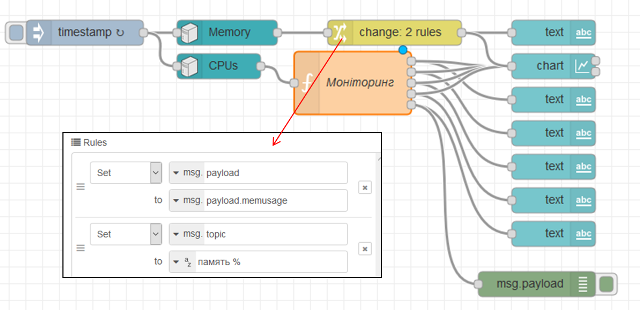 timestamp ↻
Memory
change: 2 rules
text
abc
CPUs
Мониторинг
chart
text
abc
text
abc
text
abc
text
abc
text
abc
msg.payload
Rules
Set
msg. payload
to
msg. payload.memusage
Set
msg. topic
to
az память %